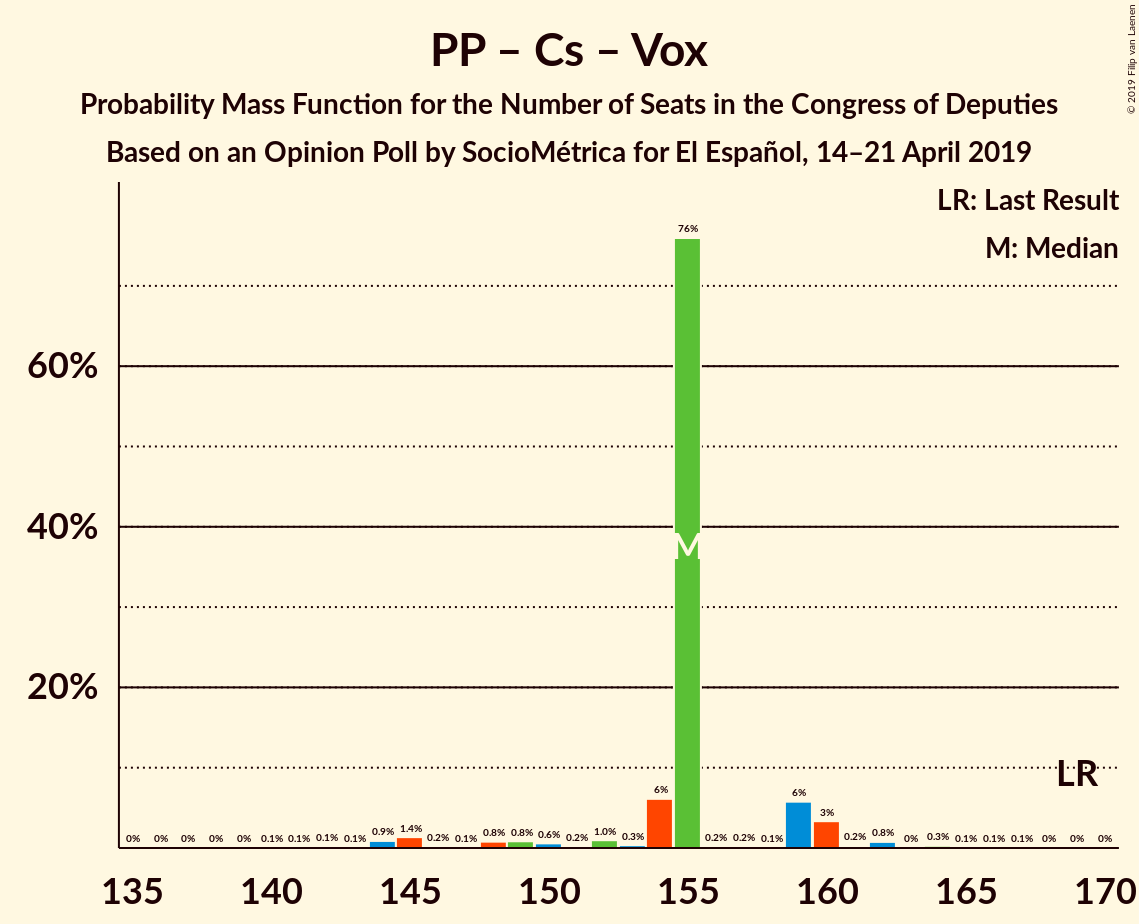 PP – Cs – Vox
Probability Mass Function for the Number of Seats in the Congress of Deputies
Based on an Opinion Poll by SocioMétrica for El Español, 14–21 April 2019
© 2019 Filip van Laenen
LR: Last Result
M: Median
60%
40%
20%
0% 0% 0% 0% 0% 0.1% 0.1% 0.1% 0.1% 0.9% 1.4% 0.2% 0.1% 0.8% 0.8% 0.6% 0.2% 1.0% 0.3% 6% 76% 0.2% 0.2% 0.1% 6% 3% 0.2% 0.8% 0% 0.3% 0.1% 0.1% 0.1% 0% 0% 0%
M
LR
135 140 145 150 155 160 165 170